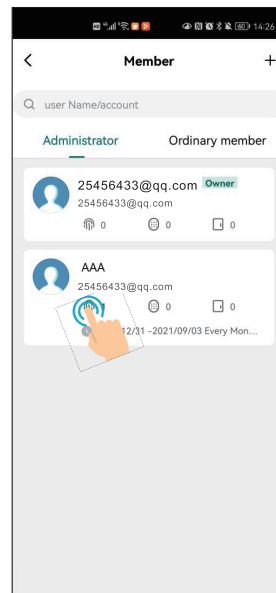 60 14:26
Member +
user Name/account
Administrator Ordinary member
25456433@qq.com Owner
25456433@qq.com
0 0 0
AAA
25456433@qq.com
0 0
12/31 -2021/09/03 Every Mon...